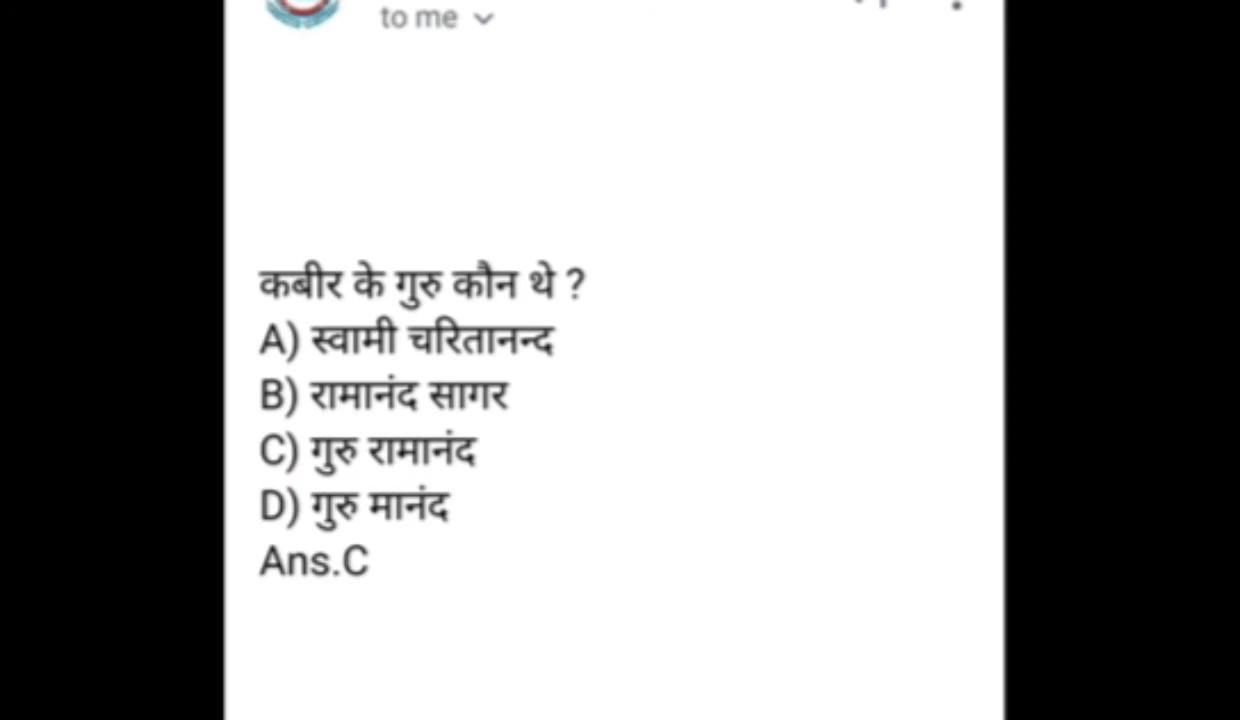 to me
कबीर के गुरु कौन थे ?
A) स्वामी चरितानन्द
B) रामानंद सागर
C) गुरु रामानंद
D) गुरु मानंद
Ans.C